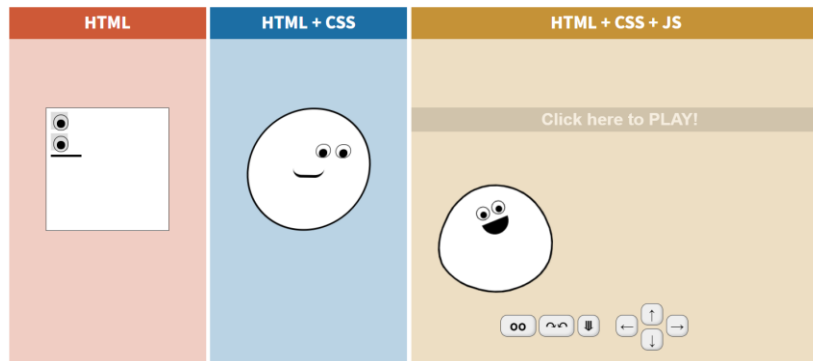 HTML
HTML + CSS
HTML + CSS + JS
Click here to PLAY!
oo
← ↑ ↓ →